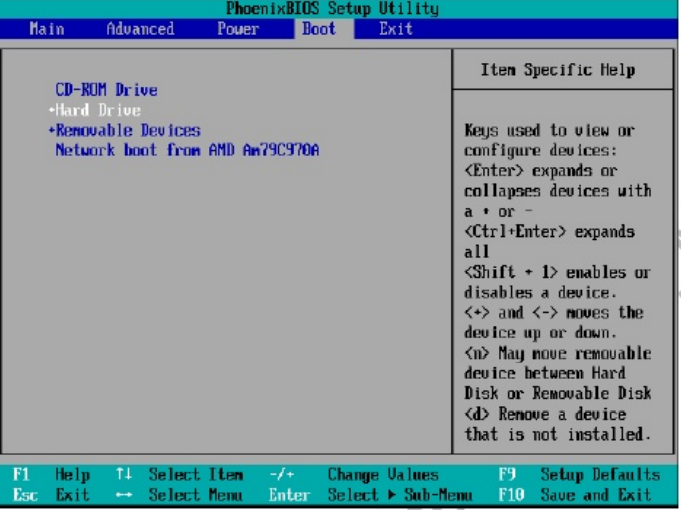 PhoenixBIOS Setup Utility
Main Advanced Power Boot Exit
CD-ROM Drive
+Hard Drive
+Removable Devices
Network boot from AMD Am79C970A
Item Specific Help
Keys used to view or
configure devices:
<Enter> expands or
collapses devices with
a + or -
<Ctrl+Enter> expands
all
<Shift + 1> enables or
disables a device.
<+> and <-> moves the
device up or down.
<n> May move removable
device between Hard
Disk or Removable Disk
<d> Remove a device
that is not installed.
F1 Help ↑↓ Select Item -/+ Change Values F9 Setup Defaults
Esc Exit ↔ Select Menu Enter Select ▶ Sub-Menu F10 Save and Exit